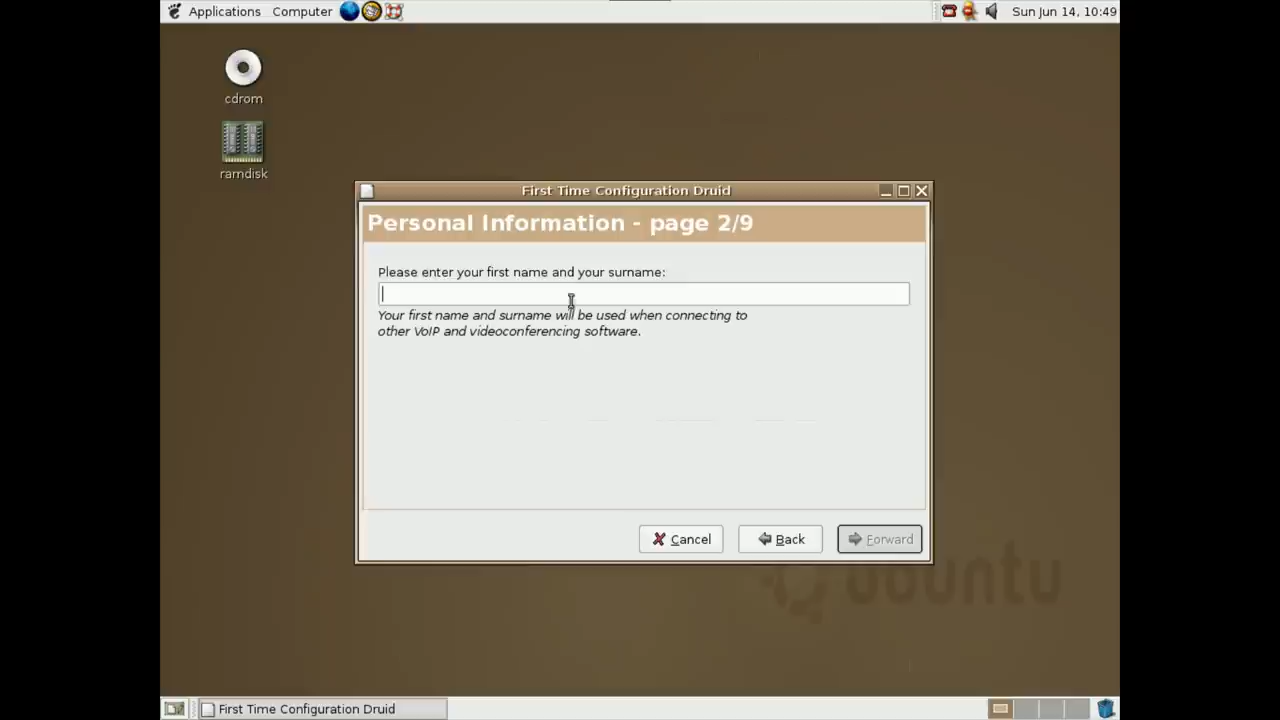 Applications Computer Sun Jun 14, 10:49
cdrom
ramdisk
First Time Configuration Druid
Personal Information - page 2/9
Please enter your first name and your surname:
Your first name and surname will be used when connecting to
other VoIP and videoconferencing software.
Cancel Back Forward
ubuntu
First Time Configuration Druid